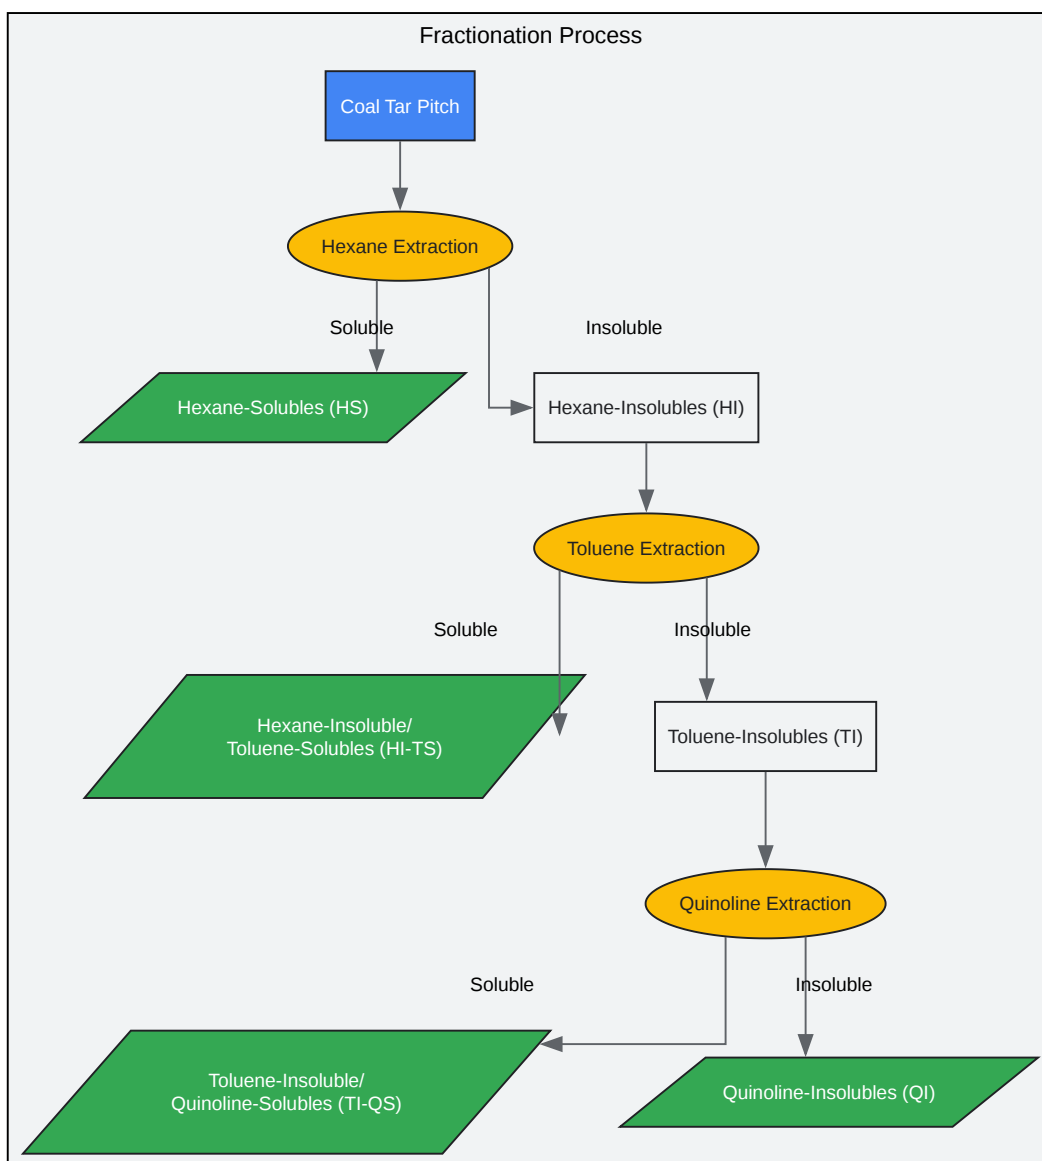 Fractionation Process
Coal Tar Pitch
Hexane Extraction
Soluble
Insoluble
Hexane-Solubles (HS)
Hexane-Insolubles (HI)
Toluene Extraction
Soluble
Insoluble
Hexane-Insoluble/
Toluene-Solubles (HI-TS)
Toluene-Insolubles (TI)
Quinoline Extraction
Soluble
Insoluble
Toluene-Insoluble/
Quinoline-Solubles (TI-QS)
Quinoline-Insolubles (QI)